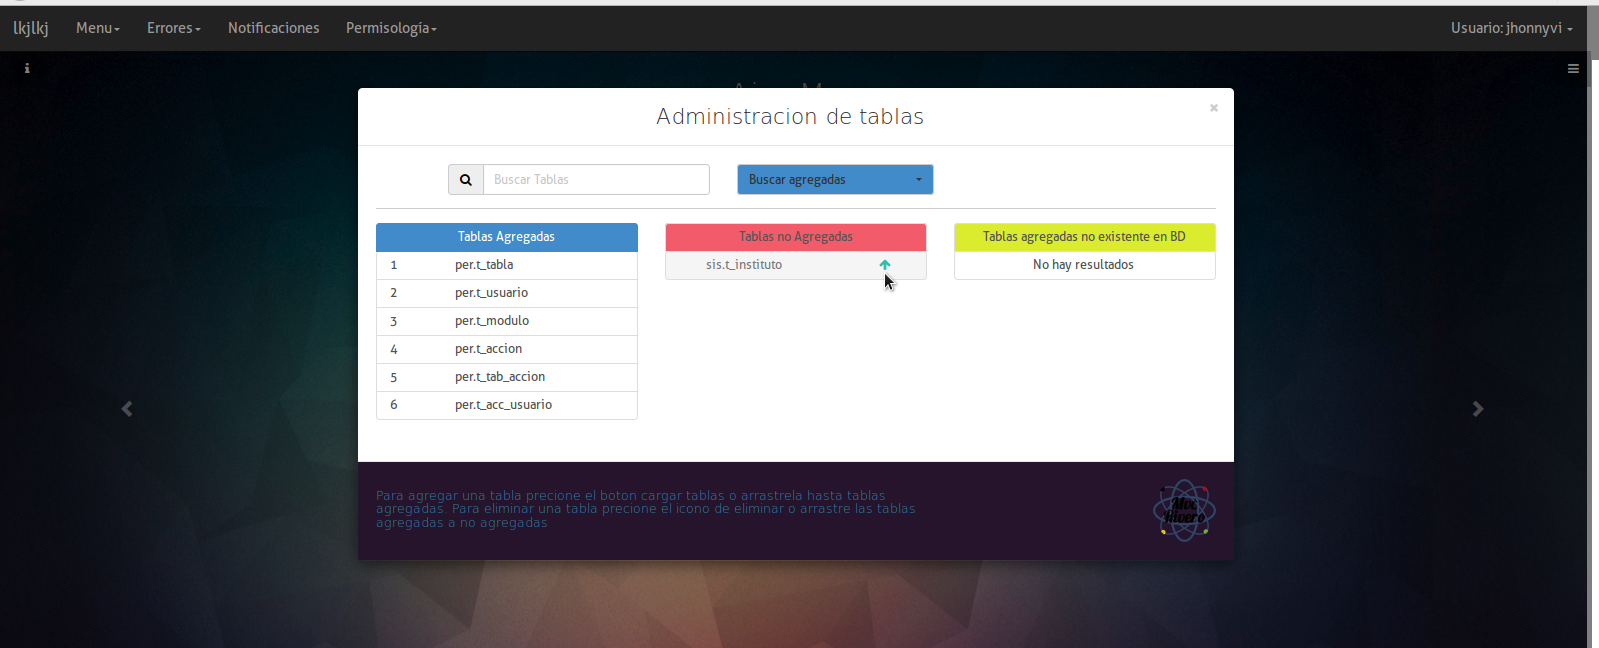 lkjlkj Menu Errores Notificaciones Permisología Usuario: jhonnyvi
Administracion de tablas
Buscar Tablas Buscar agregadas
Tablas Agregadas
1 per.t_tabla
2 per.t_usuario
3 per.t_modulo
4 per.t_accion
5 per.t_tab_accion
6 per.t_acc_usuario
Tablas no Agregadas
sis.t_instituto
Tablas agregadas no existente en BD
No hay resultados
Para agregar una tabla precione el boton cargar tablas o arrastrela hasta tablas
agregadas. Para eliminar una tabla precione el icono de eliminar o arrastre las tablas
agregadas a no agregadas
Rivero